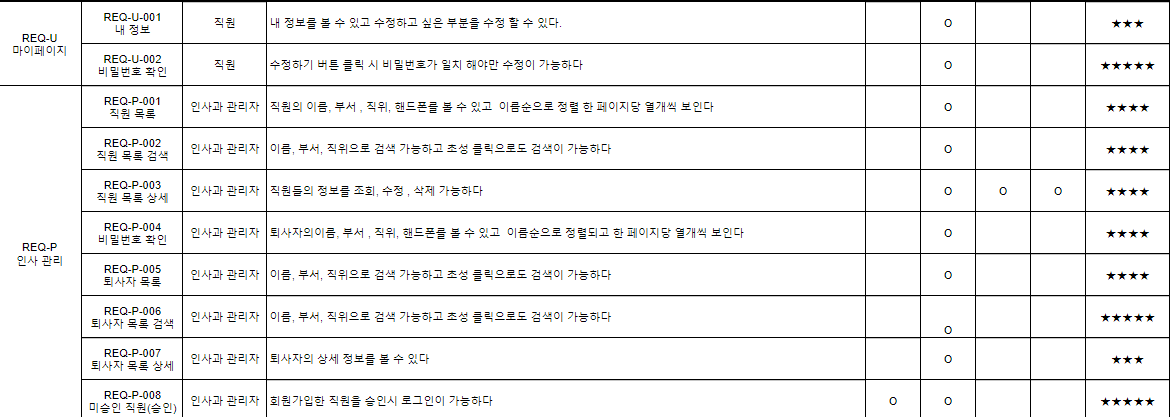 REQ-U
마이페이지
REQ-U-001
내 정보
직원
내 정보를 볼 수 있고 수정하고 싶은 부분을 수정 할 수 있다.
O
★★★
REQ-U-002
비밀번호 확인
직원
수정하기 버튼 클릭 시 비밀번호가 일치 해야만 수정이 가능하다
O
★★★★★
REQ-P
인사 관리
REQ-P-001
직원 목록
인사과 관리자
직원의 이름, 부서 , 직위, 핸드폰를 볼 수 있고  이름순으로 정렬 한 페이지당 열개씩 보인다
O
★★★★
REQ-P-002
직원 목록 검색
인사과 관리자
이름, 부서, 직위으로 검색 가능하고 초성 클릭으로도 검색이 가능하다
O
★★★★
REQ-P-003
직원 목록 상세
인사과 관리자
직원들의 정보를 조회, 수정 , 삭제 가능하다
O
O
O
★★★★
REQ-P-004
비밀번호 확인
인사과 관리자
퇴사자의이름, 부서 , 직위, 핸드폰를 볼 수 있고  이름순으로 정렬되고 한 페이지당 열개씩 보인다
O
★★★★
REQ-P-005
퇴사자 목록
인사과 관리자
이름, 부서, 직위으로 검색 가능하고 초성 클릭으로도 검색이 가능하다
O
★★★★
REQ-P-006
퇴사자 목록 검색
인사과 관리자
이름, 부서, 직위으로 검색 가능하고 초성 클릭으로도 검색이 가능하다
O
★★★★★
REQ-P-007
퇴사자 목록 상세
인사과 관리자
퇴사자의 상세 정보를 볼 수 있다
O
★★★
REQ-P-008
미승인 직원(승인)
인사과 관리자
회원가입한 직원을 승인시 로그인이 가능하다
O
O
★★★★★